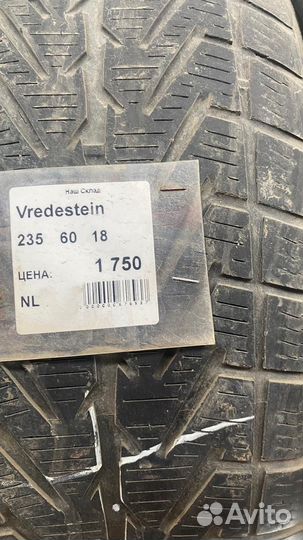 Наш Склад
Vredestein
235 60 18
ЦЕНА: 1 750
NL
Avito